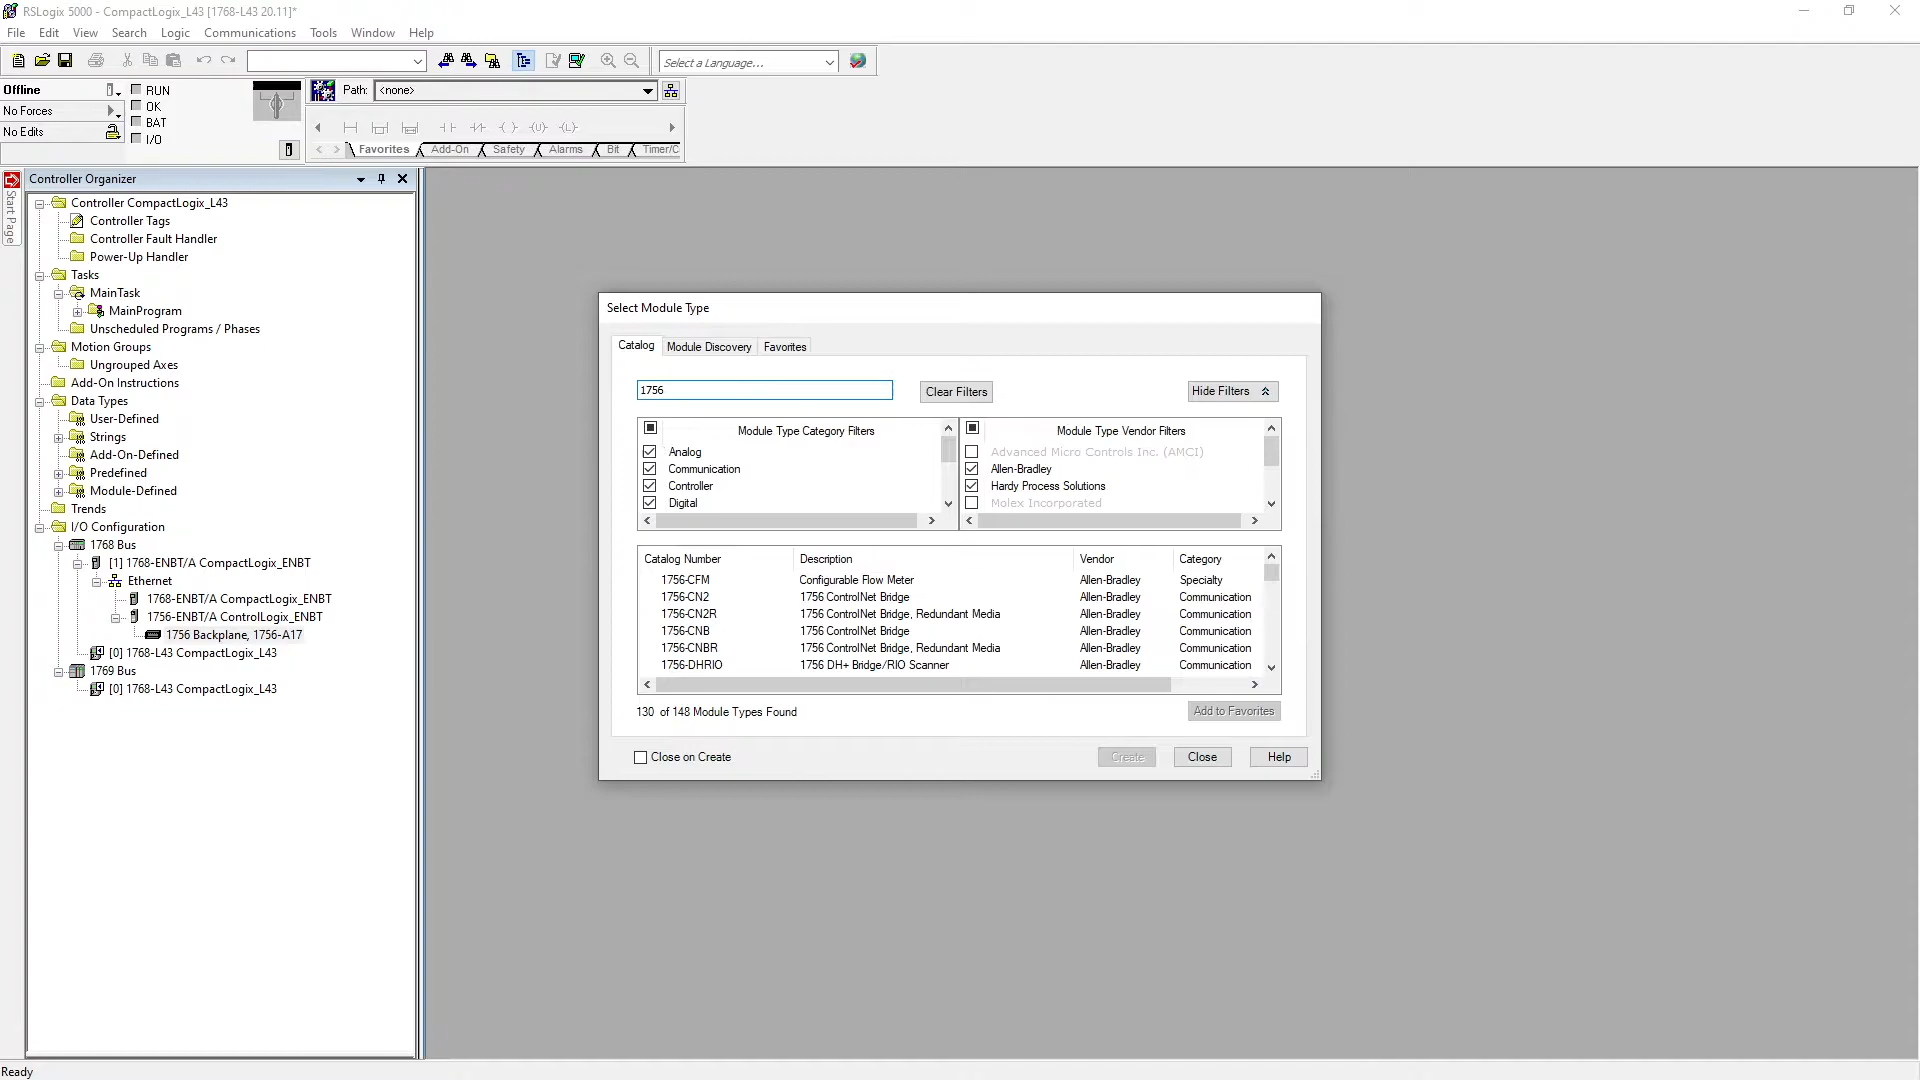 RSLogix 5000 - CompactLogix_L43 [1768-L43 20.11]*
File Edit View Search Logic Communications Tools Window Help
Select a Language...
Offline RUN
No Forces OK
BAT
No Edits I/O
Path: <none>
Favorites Add-On Safety Alarms Bit Timer/C
Start Page
Controller Organizer
Controller CompactLogix_L43
Controller Tags
Controller Fault Handler
Power-Up Handler
Tasks
MainTask
MainProgram
Unscheduled Programs / Phases
Motion Groups
Ungrouped Axes
Add-On Instructions
Data Types
User-Defined
Strings
Add-On-Defined
Predefined
Module-Defined
Trends
I/O Configuration
1768 Bus
[1] 1768-ENBT/A CompactLogix_ENBT
Ethernet
1768-ENBT/A CompactLogix_ENBT
1756-ENBT/A ControlLogix_ENBT
1756 Backplane, 1756-A17
[0] 1768-L43 CompactLogix_L43
1769 Bus
[0] 1768-L43 CompactLogix_L43
Select Module Type
Catalog Module Discovery Favorites
1756 Clear Filters Hide Filters
Module Type Category Filters Module Type Vendor Filters
Analog Advanced Micro Controls Inc. (AMCI)
Communication Allen-Bradley
Controller Hardy Process Solutions
Digital Molex Incorporated
Catalog Number Description Vendor Category
1756-CFM Configurable Flow Meter Allen-Bradley Specialty
1756-CN2 1756 ControlNet Bridge Allen-Bradley Communication
1756-CN2R 1756 ControlNet Bridge, Redundant Media Allen-Bradley Communication
1756-CNB 1756 ControlNet Bridge Allen-Bradley Communication
1756-CNBR 1756 ControlNet Bridge, Redundant Media Allen-Bradley Communication
1756-DHRIO 1756 DH+ Bridge/RIO Scanner Allen-Bradley Communication
130 of 148 Module Types Found Add to Favorites
Close on Create Create Close Help
Ready